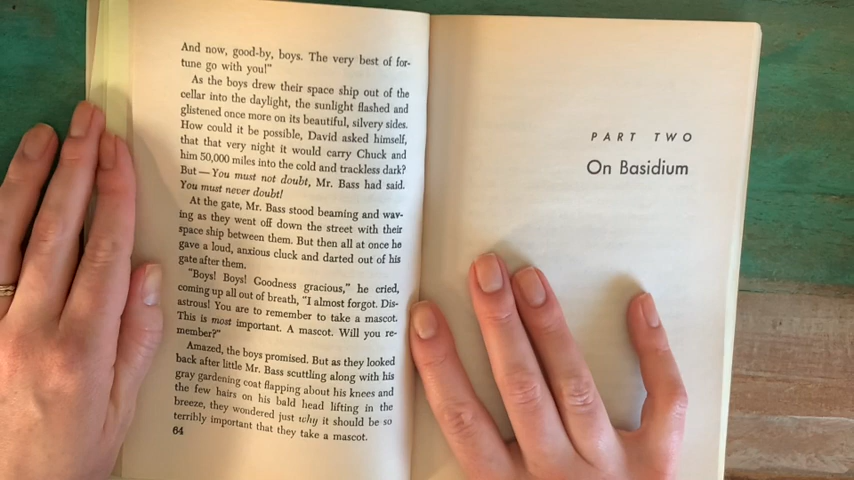 And now, good-by, boys. The very best of for-
tune go with you!"
As the boys drew their space ship out of the
cellar into the daylight, the sunlight flashed and
glistened once more on its beautiful, silvery sides.
How could it be possible, David asked himself,
that that very night it would carry Chuck and
him 50,000 miles into the cold and trackless dark?
But — You must not doubt, Mr. Bass had said.
You must never doubt!
At the gate, Mr. Bass stood beaming and wav-
ing as they went off down the street with their
space ship between them. But then all at once he
gave a loud, anxious cluck and darted out of his
gate after them.
"Boys! Boys! Goodness gracious," he cried,
coming up all out of breath, "I almost forgot. Dis-
astrous! You are to remember to take a mascot.
This is most important. A mascot. Will you re-
member?"
Amazed, the boys promised. But as they looked
back after little Mr. Bass scuttling along with his
gray gardening coat flapping about his knees and
the few hairs on his bald head lifting in the
breeze, they wondered just why it should be so
terribly important that they take a mascot.
64
PART TWO
On Basidium